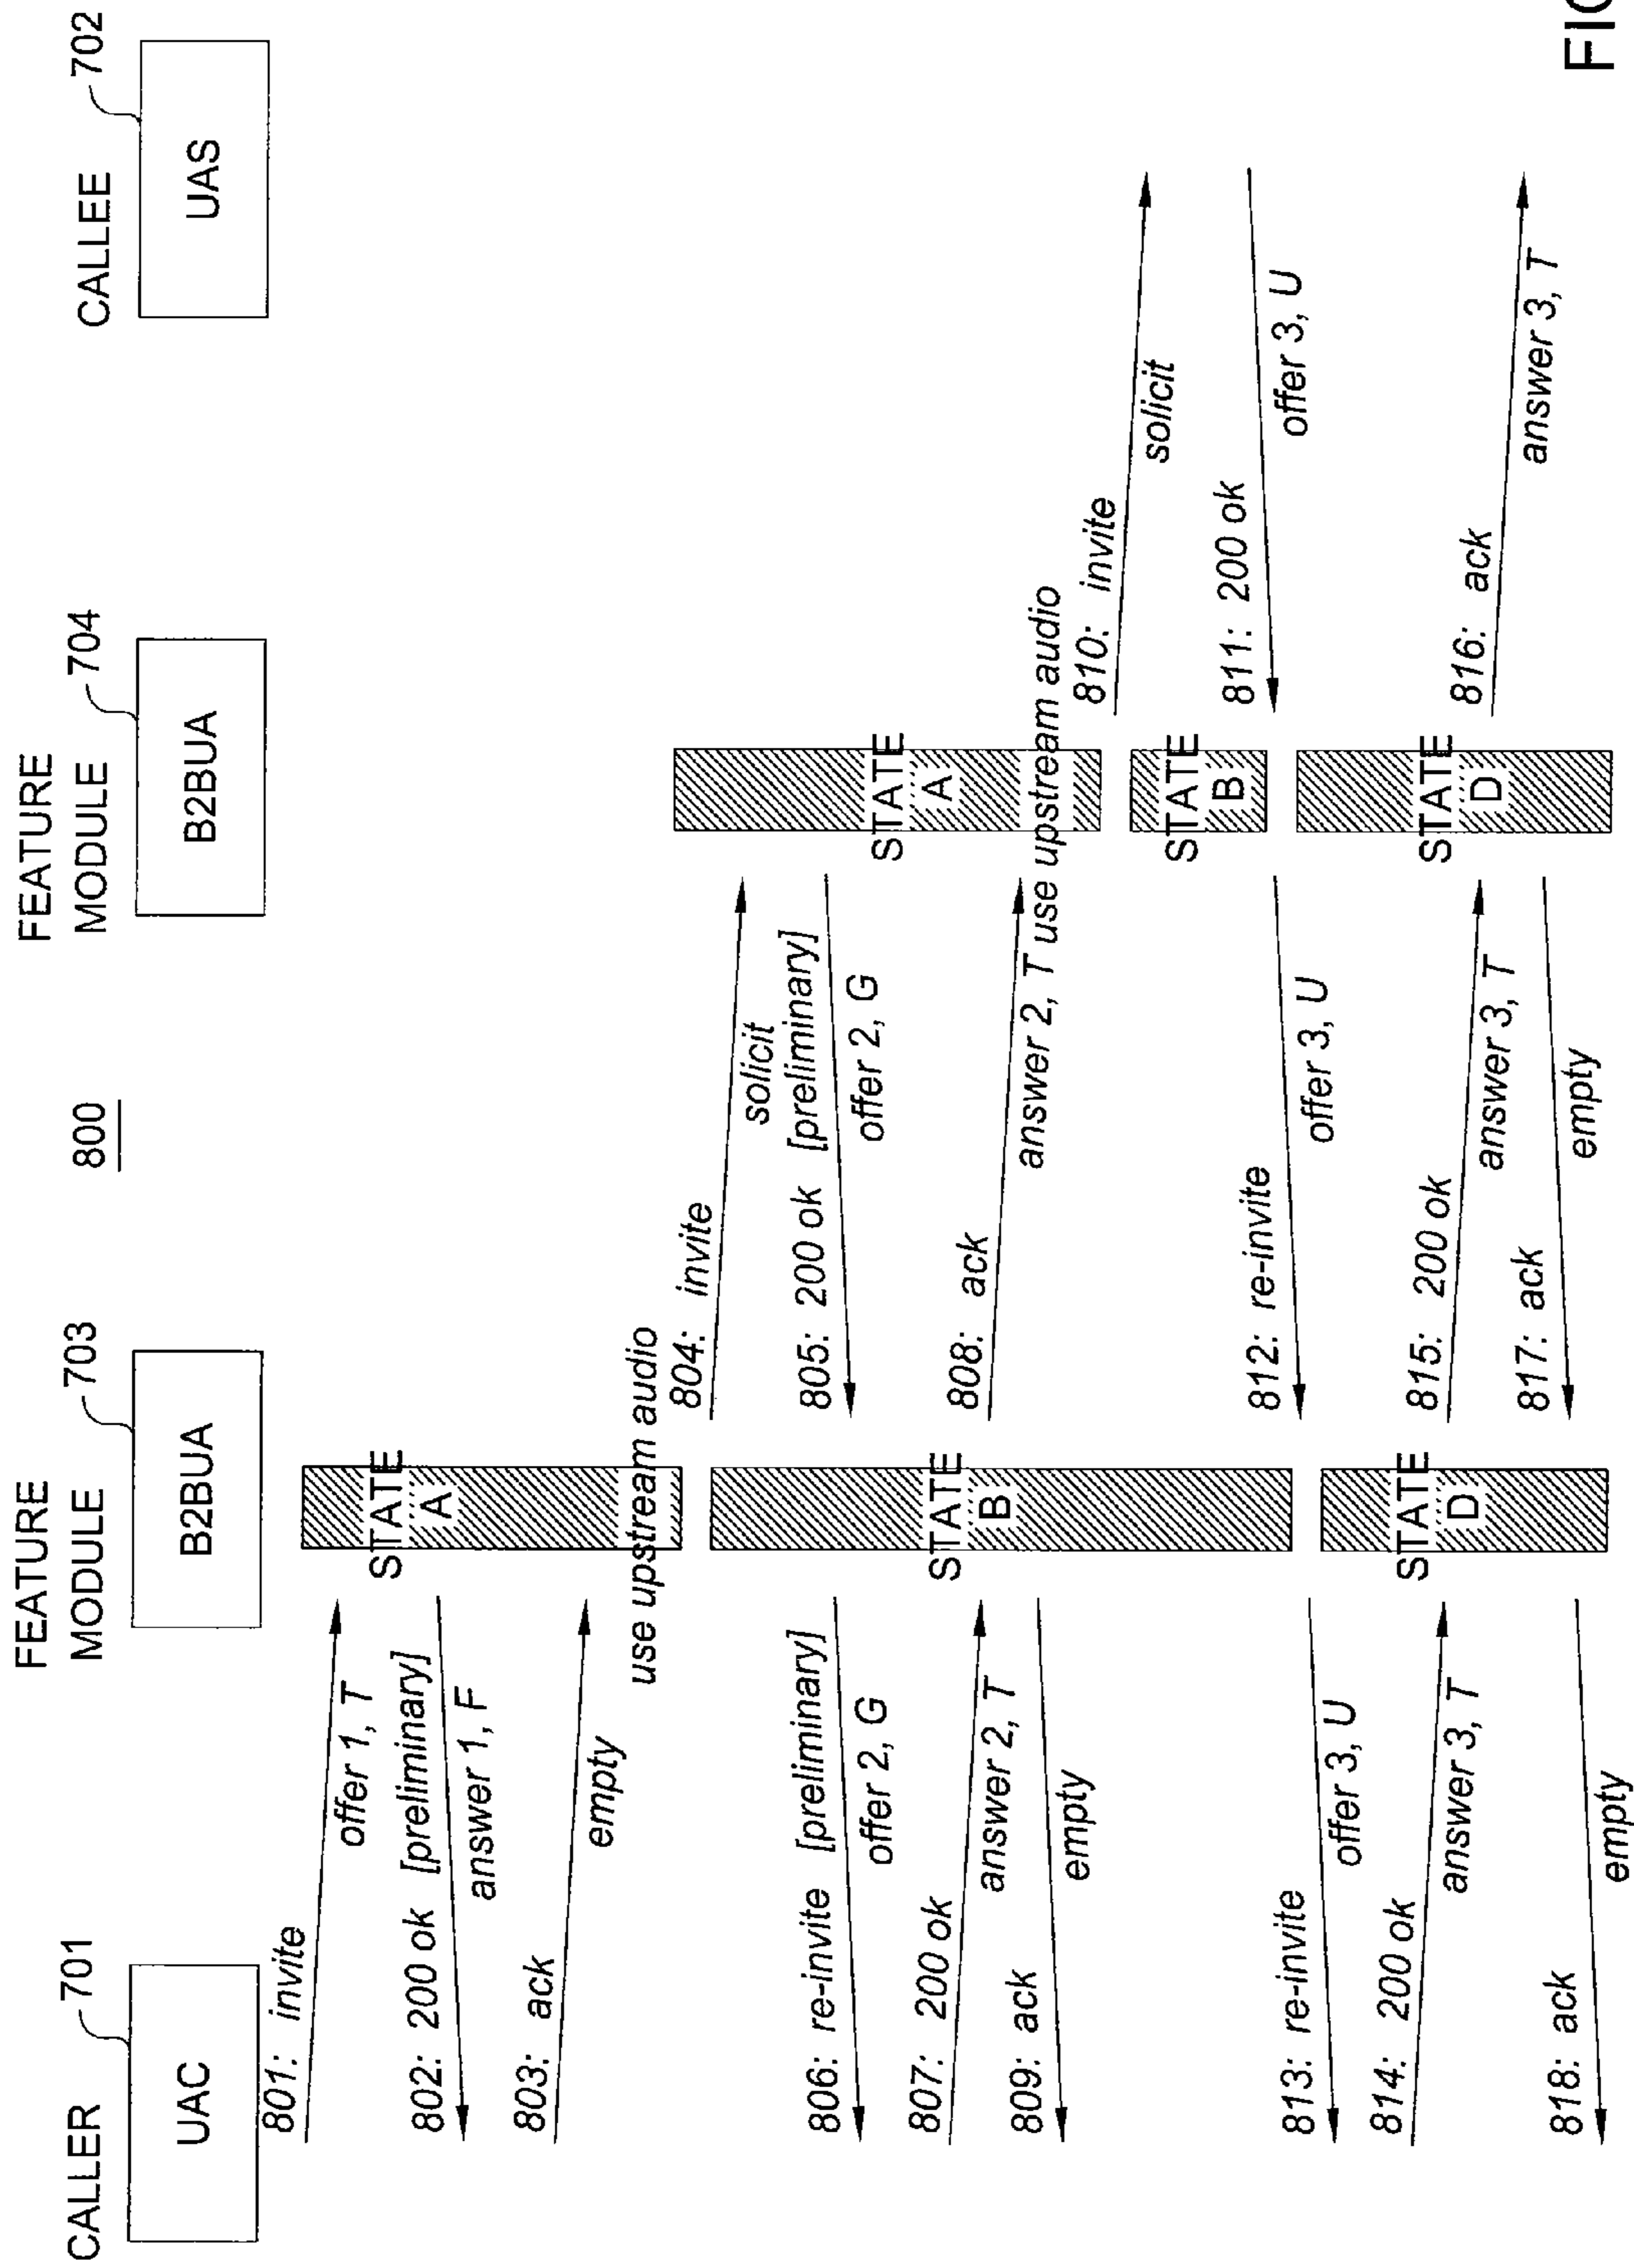 800
CALLER
701
UAC
FEATURE
MODULE
703
B2BUA
FEATURE
MODULE
704
B2BUA
CALLEE
702
UAS
801: invite
offer 1, T
802: 200 ok [preliminary]
answer 1, F
803: ack
empty
STATE
A
use upstream audio
804: invite
solicit
805: 200 ok [preliminary]
offer 2, G
806: re-invite [preliminary]
offer 2, G
807: 200 ok
answer 2, T
808: ack
answer 2, T
use upstream audio
809: ack
empty
STATE
B
STATE
A
810: invite
solicit
STATE
B
811: 200 ok
offer 3, U
812: re-invite
offer 3, U
813: re-invite
offer 3, U
814: 200 ok
answer 3, T
STATE
D
815: 200 ok
answer 3, T
STATE
D
816: ack
answer 3, T
817: ack
empty
818: ack
empty